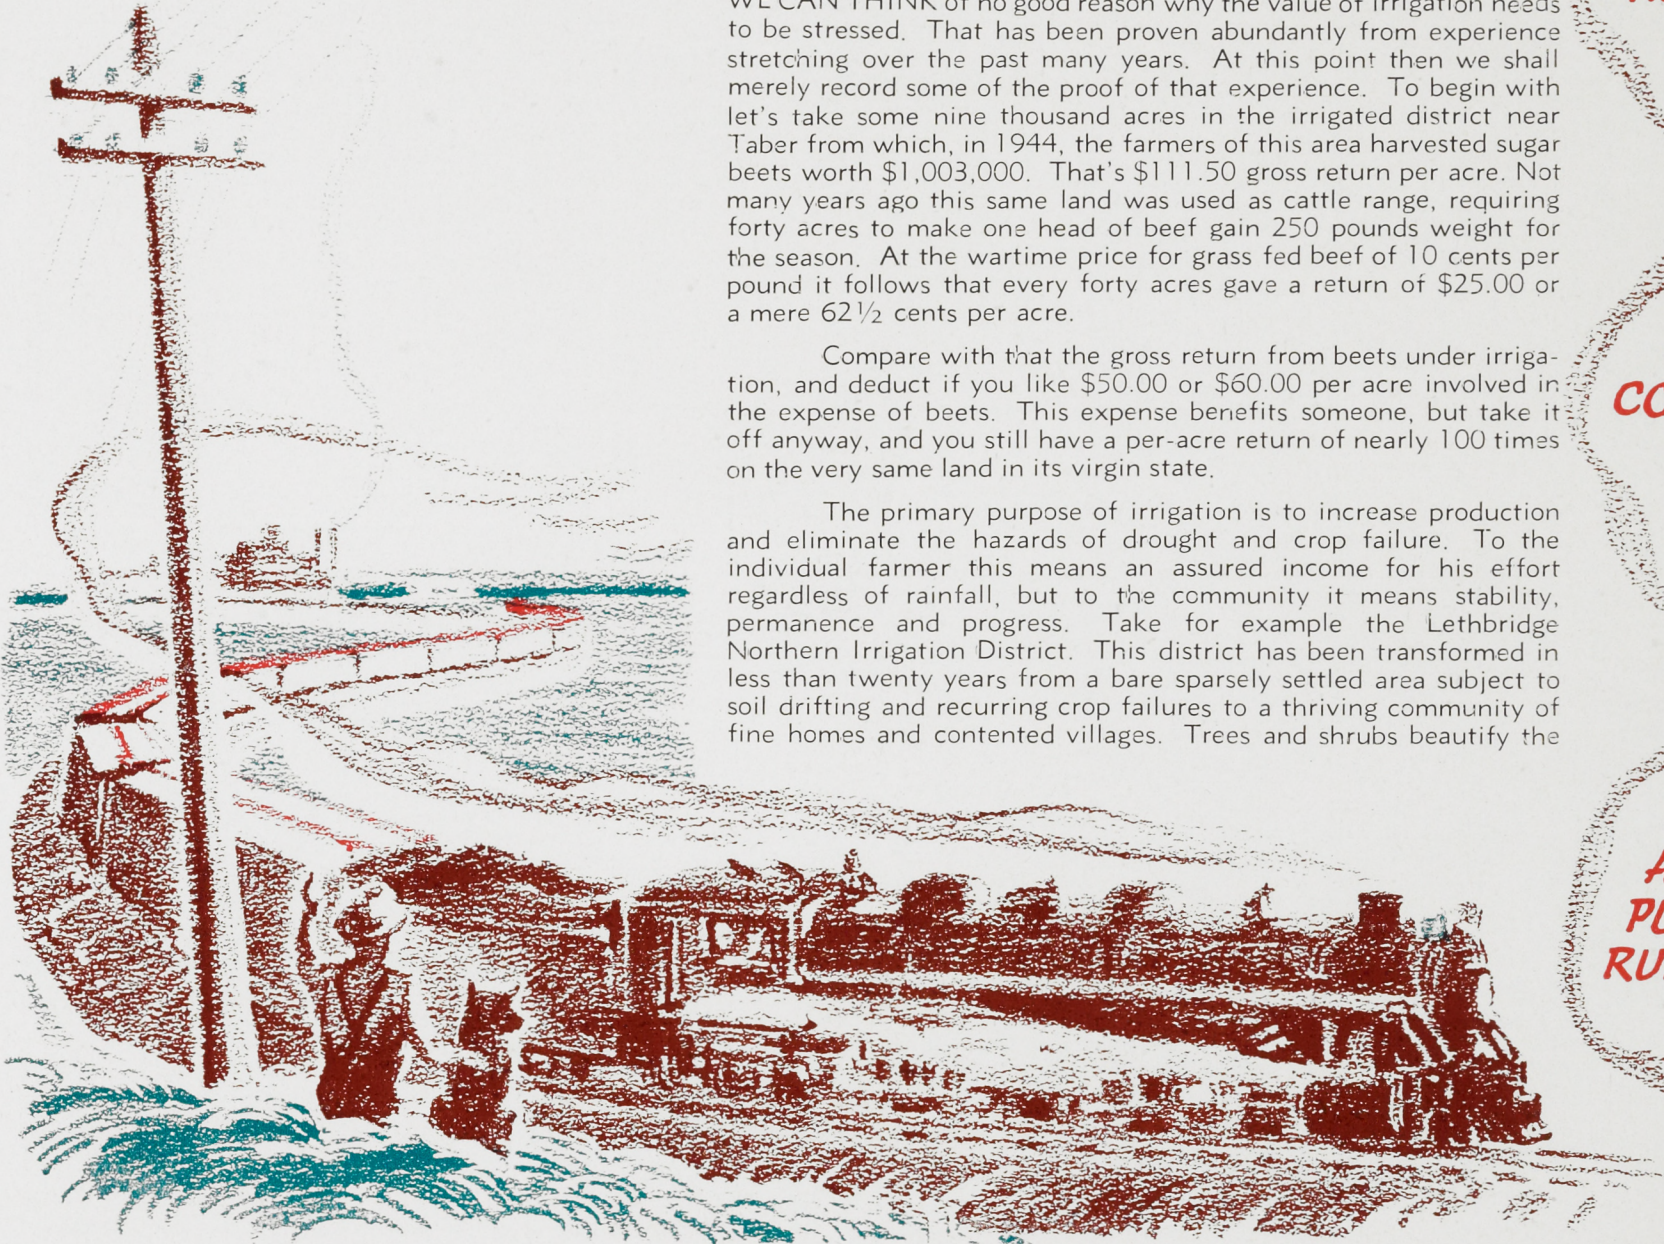 WE CAN THINK of no good reason why the value of irrigation needs
to be stressed. That has been proven abundantly from experience
stretching over the past many years. At this point then we shall
merely record some of the proof of that experience. To begin with
let's take some nine thousand acres in the irrigated district near
Taber from which, in 1944, the farmers of this area harvested sugar
beets worth $1,003,000. That's $111.50 gross return per acre. Not
many years ago this same land was used as cattle range, requiring
forty acres to make one head of beef gain 250 pounds weight for
the season. At the wartime price for grass fed beef of 10 cents per
pound it follows that every forty acres gave a return of $25.00 or
a mere 62½ cents per acre.
Compare with that the gross return from beets under irriga-
tion, and deduct if you like $50.00 or $60.00 per acre involved in
the expense of beets. This expense benefits someone, but take it
off anyway, and you still have a per-acre return of nearly 100 times
on the very same land in its virgin state.
The primary purpose of irrigation is to increase production
and eliminate the hazards of drought and crop failure. To the
individual farmer this means an assured income for his effort
regardless of rainfall, but to the community it means stability,
permanence and progress. Take for example the Lethbridge
Northern Irrigation District. This district has been transformed in
less than twenty years from a bare sparsely settled area subject to
soil drifting and recurring crop failures to a thriving community of
fine homes and contented villages. Trees and shrubs beautify the
CO
PU
RU